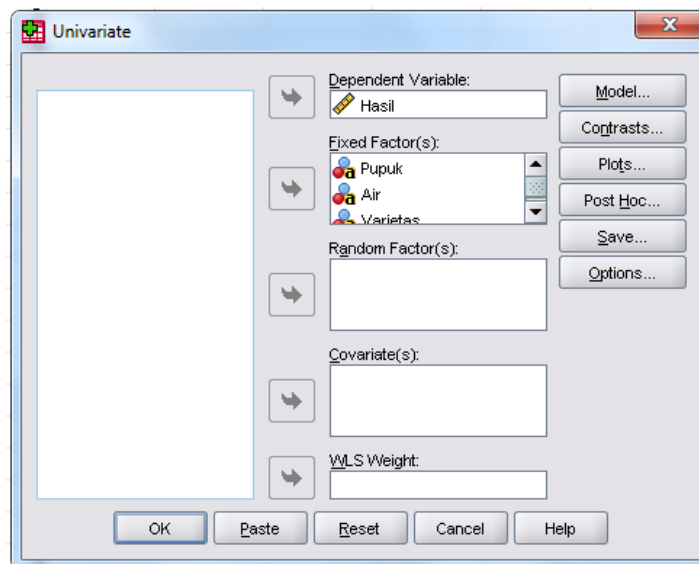 Univariate
Dependent Variable:
Hasil
Fixed Factor(s):
Pupuk
Air
Varietas
Random Factor(s):
Covariate(s):
WLS Weight:
Model...
Contrasts...
Plots...
Post Hoc...
Save...
Options...
OK Paste Reset Cancel Help